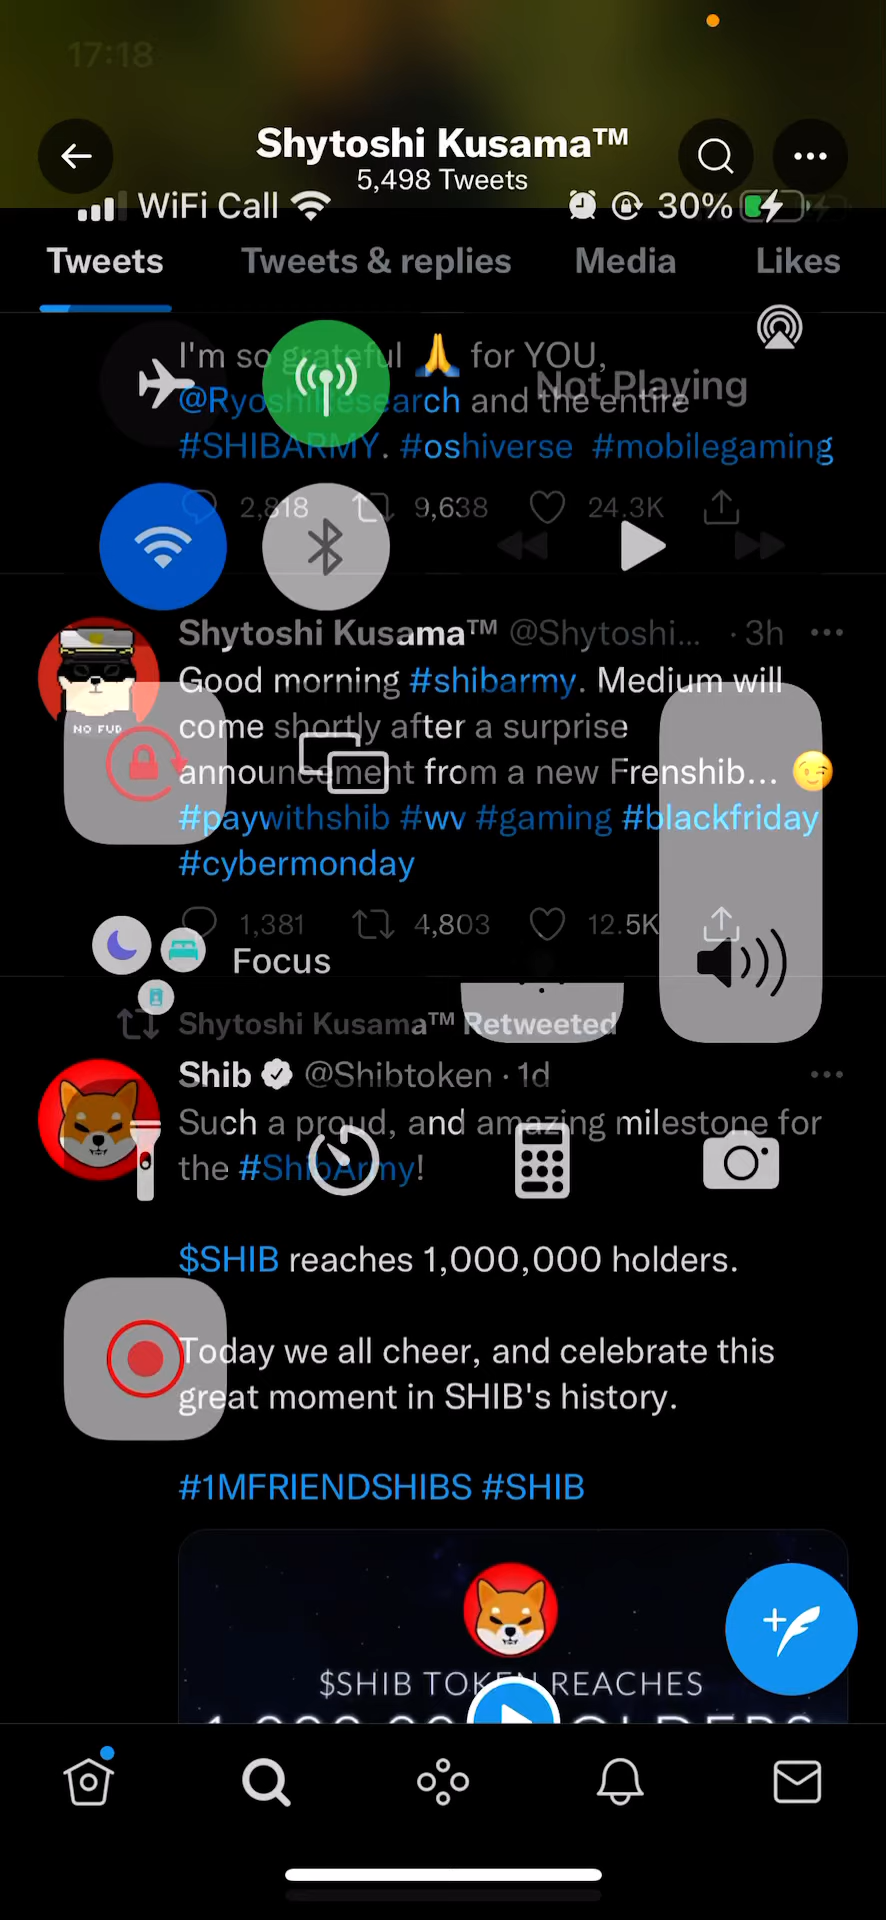 17:18
Shytoshi Kusama™
5,498 Tweets
WiFi Call 30%
Tweets Tweets & replies Media Likes
I'm so grateful 🙏 for YOU,
Not Playing
@RyoshiResearch and the entire
#SHIBARMY. #oshiverse #mobilegaming
2,818 9,638 24.3K
Shytoshi Kusama™ @Shytoshi... · 3h
Good morning #shibarmy. Medium will
NO FUD
come shortly after a surprise
announcement from a new Frenshib... 😉
#paywithshib #wv #gaming #blackfriday
#cybermonday
1,381 4,803 12.5K
Focus
Shytoshi Kusama™ Retweeted
Shib @Shibtoken · 1d
Such a proud, and amazing milestone for
the #ShibArmy!
$SHIB reaches 1,000,000 holders.
Today we all cheer, and celebrate this
great moment in SHIB's history.
#1MFRIENDSHIBS #SHIB
$SHIB TOKEN REACHES